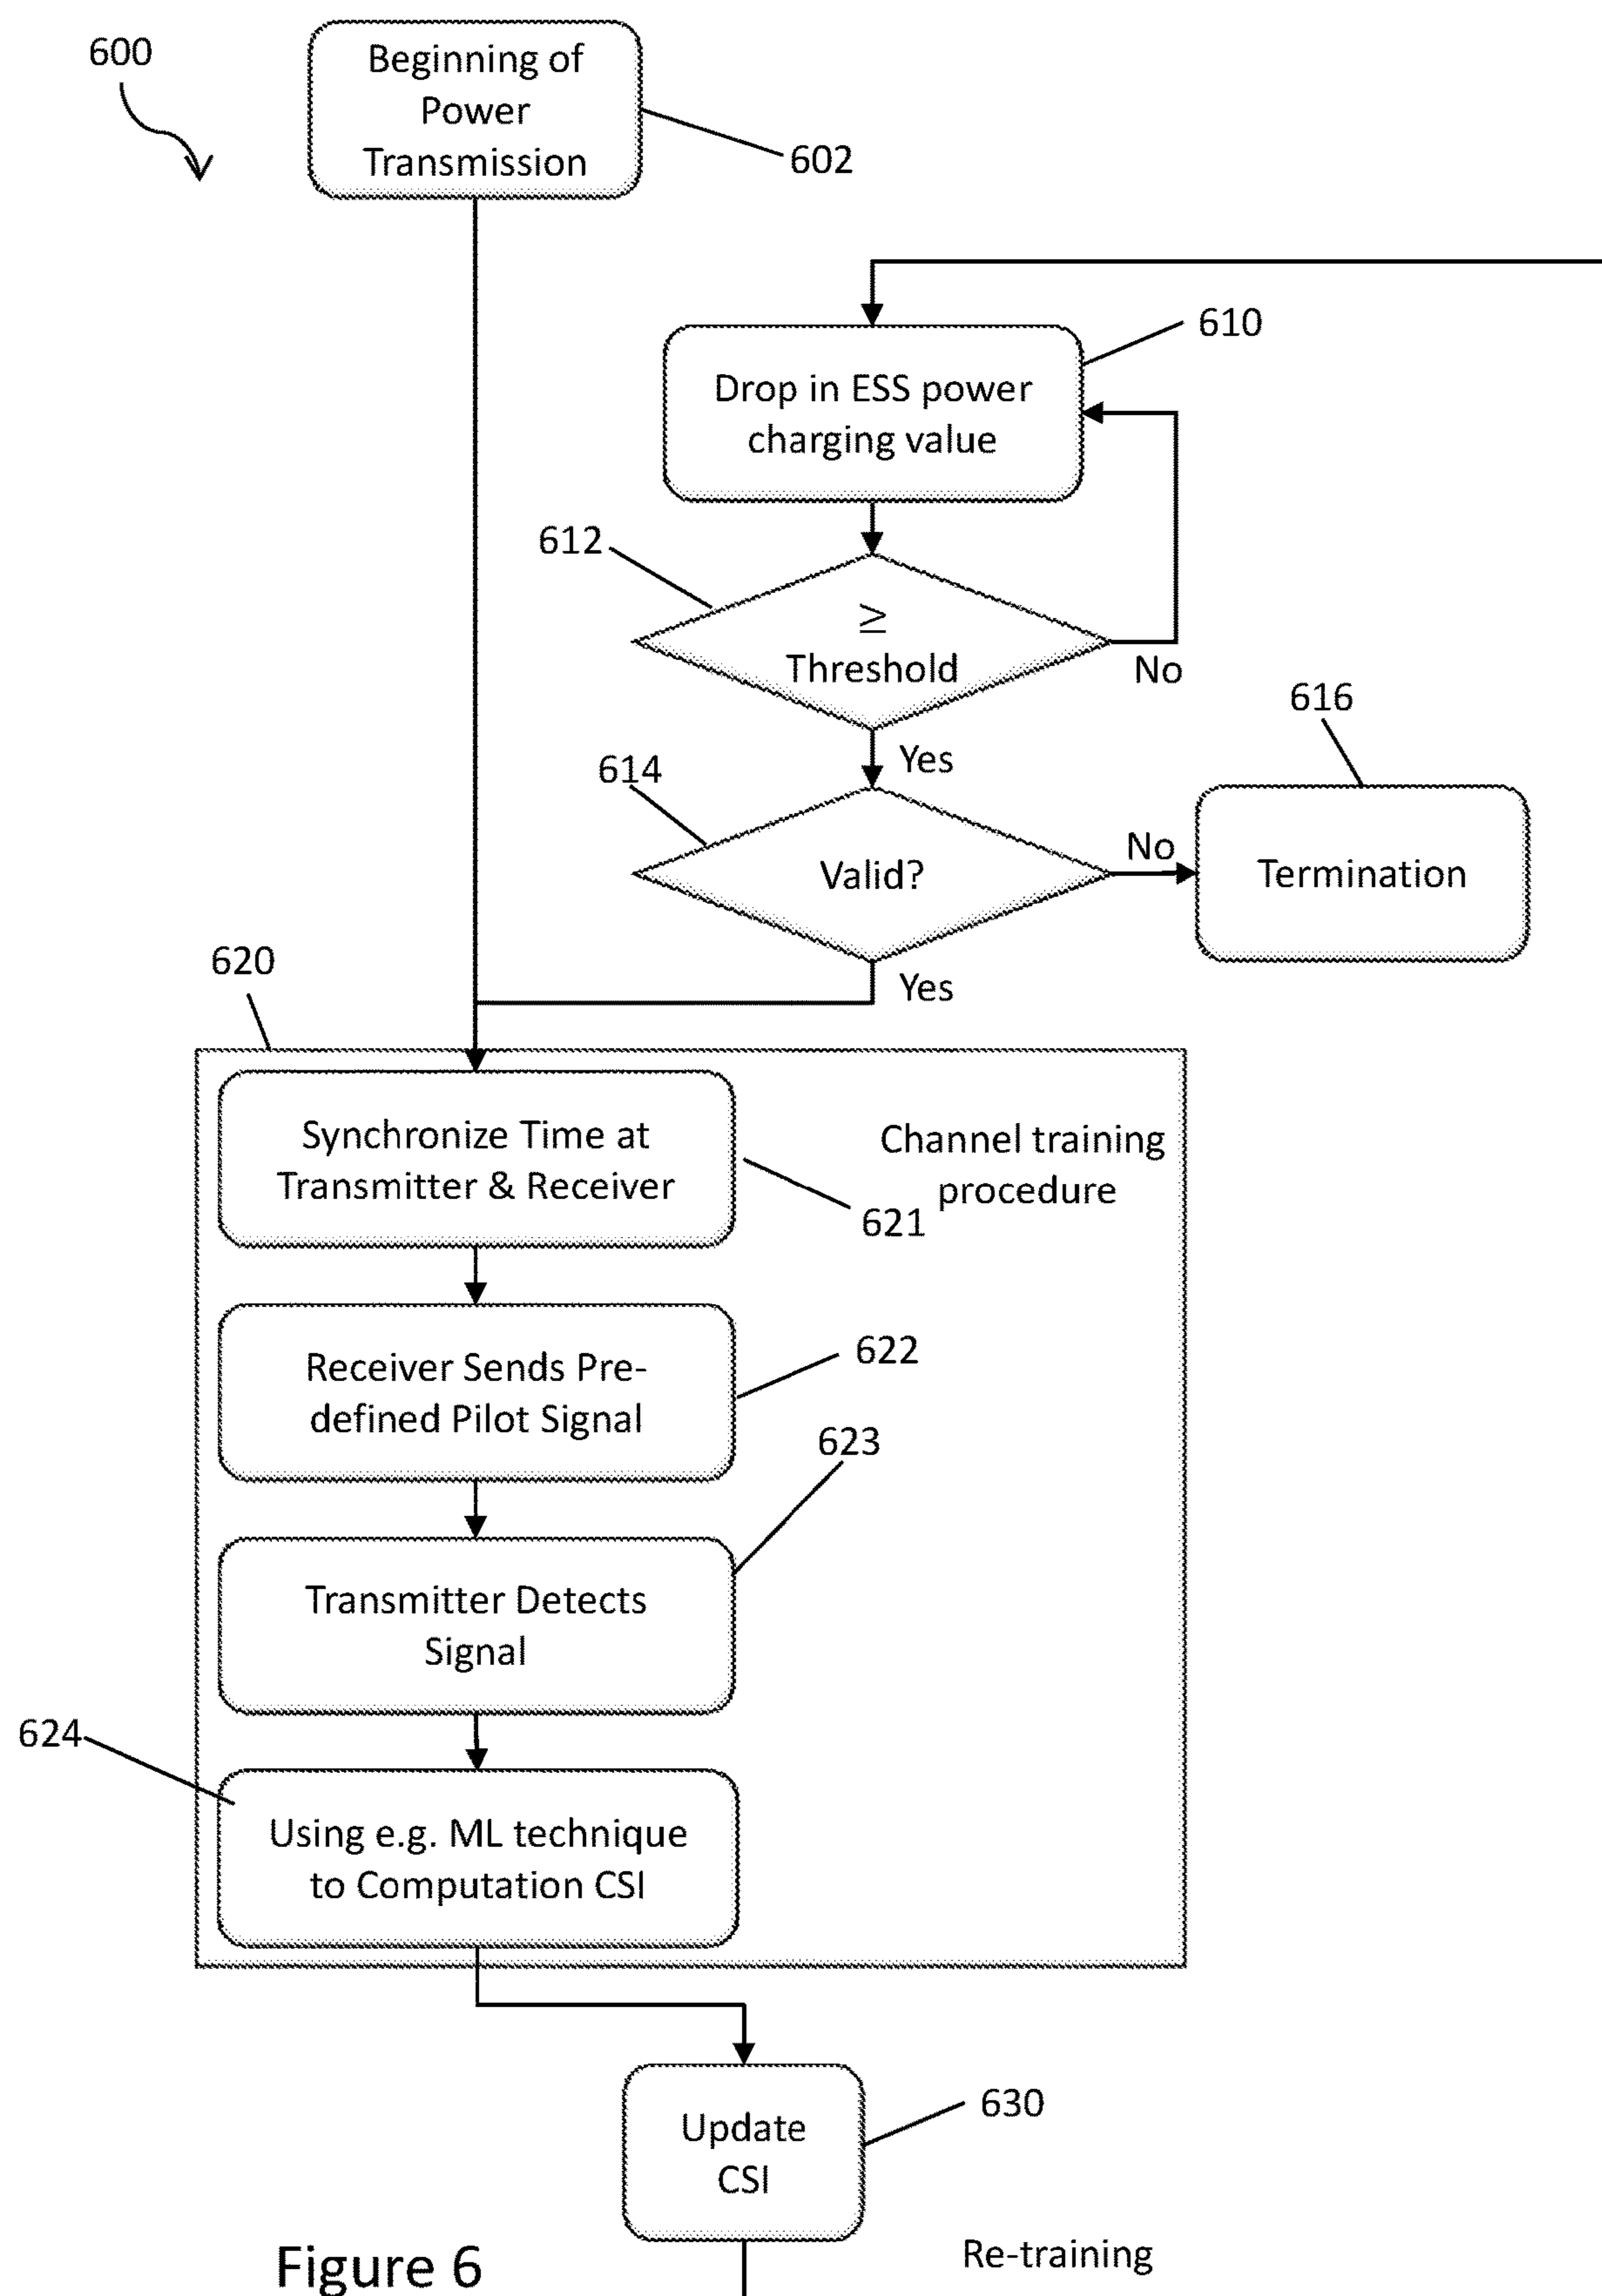 600
Beginning of
Power
Transmission
602
610
Drop in ESS power
charging value
612
≥
Threshold
No
616
Yes
614
No
Valid?
Termination
620
Yes
Synchronize Time at
Transmitter & Receiver
Channel training
procedure
621
Receiver Sends Pre-
defined Pilot Signal
622
623
Transmitter Detects
Signal
624
Using e.g. ML technique
to Computation CSI
630
Update
CSI
Re-training
Figure 6